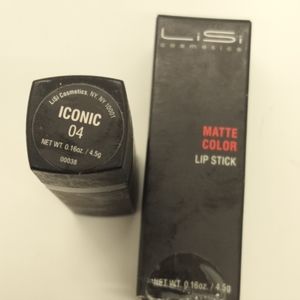 LiSi Cosmetics, NY, NY 10001
ICONIC
04
NET WT. 0.16oz / 4.5g
00038
LiSi
cosmetics
MATTE
COLOR
LIP STICK
NET WT. 0.16oz. / 4.5g